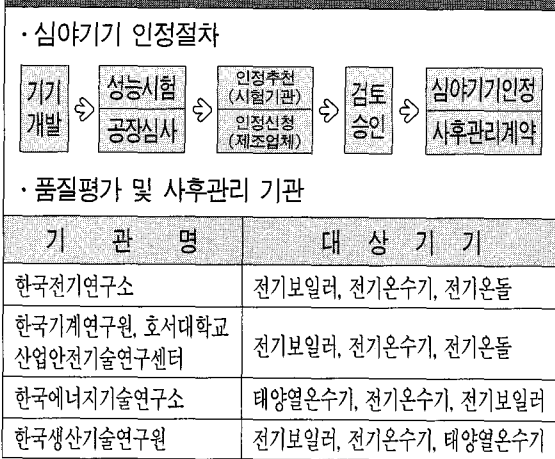 · 심야기기 인정절차
기기 개발
성능시험
공장심사
인정추천
(시험기관)
인정신청
(제조업체)
검토 승인
심야기기인정
사후관리계약
· 품질평가 및 사후관리 기관
기 관 명 대 상 기 기
한국전기연구소 전기보일러, 전기온수기, 전기온돌
한국기계연구원, 호서대학교
산업안전기술연구센터 전기보일러, 전기온수기, 전기온돌
한국에너지기술연구소 태양열온수기, 전기온수기, 전기보일러
한국생산기술연구원 전기보일러, 전기온수기, 태양열온수기